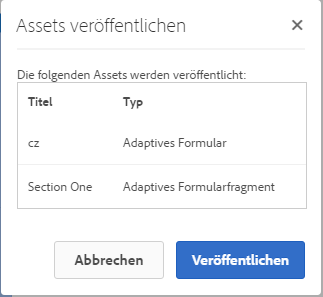 Assets veröffentlichen
Die folgenden Assets werden veröffentlicht:
Titel Typ
cz Adaptives Formular
Section One Adaptives Formularfragment
Abbrechen Veröffentlichen